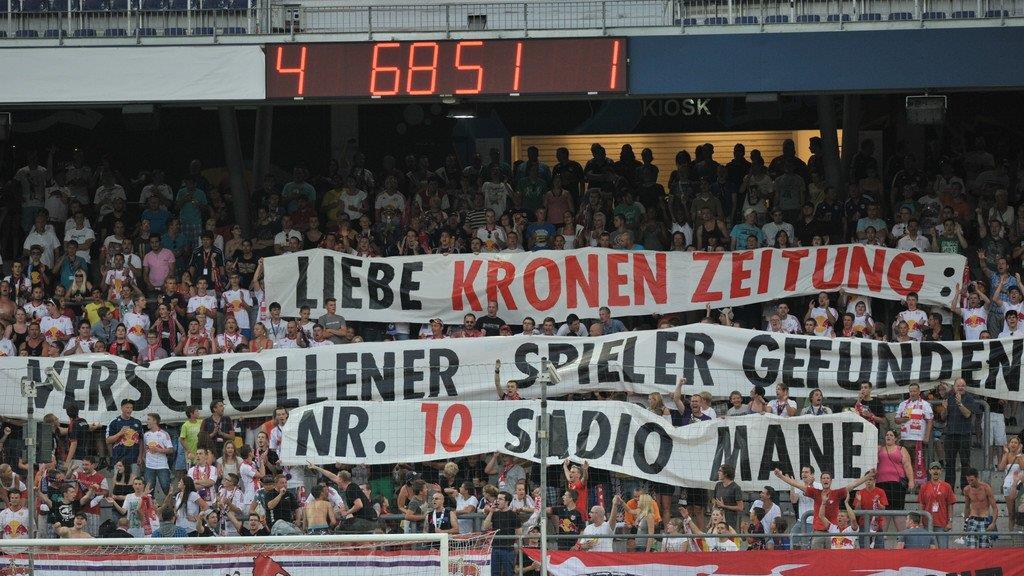 4 6851 1
KIOSK
LIEBE KRONEN ZEITUNG:
VERSCHOLLENER SPIELER GEFUNDEN
NR. 10 SADIO MANE